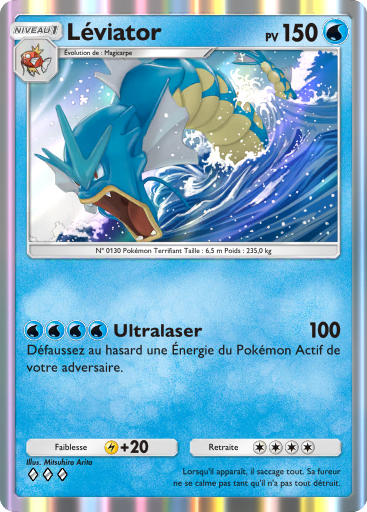 NIVEAU 1
Léviator
PV 150
Évolution de : Magicarpe
N° 0130 Pokémon Terrifiant Taille : 6,5 m Poids : 235,0 kg
Ultralaser 100
Défaussez au hasard une Énergie du Pokémon Actif de
votre adversaire.
Faiblesse +20
Retraite
Illus. Mitsuhiro Arita
Lorsqu'il apparaît, il saccage tout. Sa fureur
ne se calme pas tant qu'il n'a pas tout détruit.